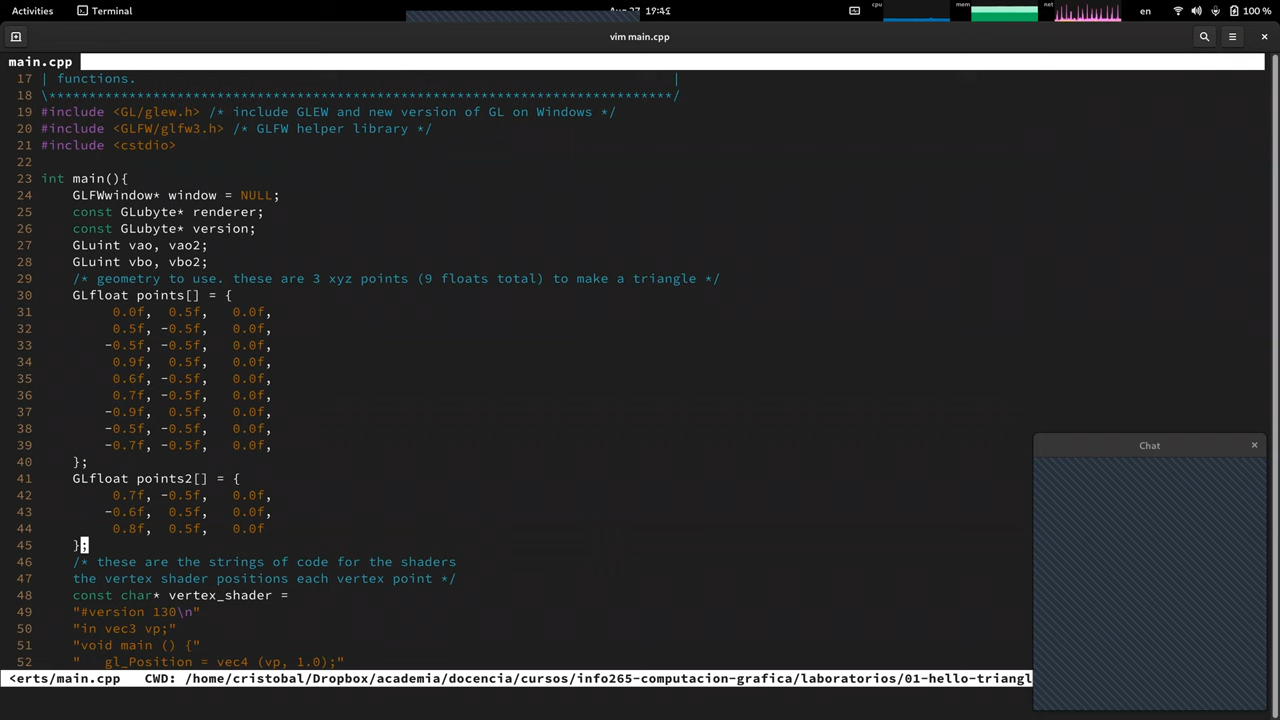 Activities Terminal Aug 27 19:41 cpu mem net en 100 %
vim main.cpp
main.cpp
17 | functions. |
18 \******************************************************************************/
19 #include <GL/glew.h> /* include GLEW and new version of GL on Windows */
20 #include <GLFW/glfw3.h> /* GLFW helper library */
21 #include <cstdio>
22
23 int main(){
24 GLFWwindow* window = NULL;
25 const GLubyte* renderer;
26 const GLubyte* version;
27 GLuint vao, vao2;
28 GLuint vbo, vbo2;
29 /* geometry to use. these are 3 xyz points (9 floats total) to make a triangle */
30 GLfloat points[] = {
31 0.0f, 0.5f, 0.0f,
32 0.5f, -0.5f, 0.0f,
33 -0.5f, -0.5f, 0.0f,
34 0.9f, 0.5f, 0.0f,
35 0.6f, -0.5f, 0.0f,
36 0.7f, -0.5f, 0.0f,
37 -0.9f, 0.5f, 0.0f,
38 -0.5f, -0.5f, 0.0f,
39 -0.7f, -0.5f, 0.0f,
40 };
41 GLfloat points2[] = {
42 0.7f, -0.5f, 0.0f,
43 -0.6f, 0.5f, 0.0f,
44 0.8f, 0.5f, 0.0f
45 };
46 /* these are the strings of code for the shaders
47 the vertex shader positions each vertex point */
48 const char* vertex_shader =
49 "#version 130\n"
50 "in vec3 vp;"
51 "void main () {"
52 " gl_Position = vec4 (vp, 1.0);"
<erts/main.cpp CWD: /home/cristobal/Dropbox/academia/docencia/cursos/info265-computacion-grafica/laboratorios/01-hello-triangl
Chat